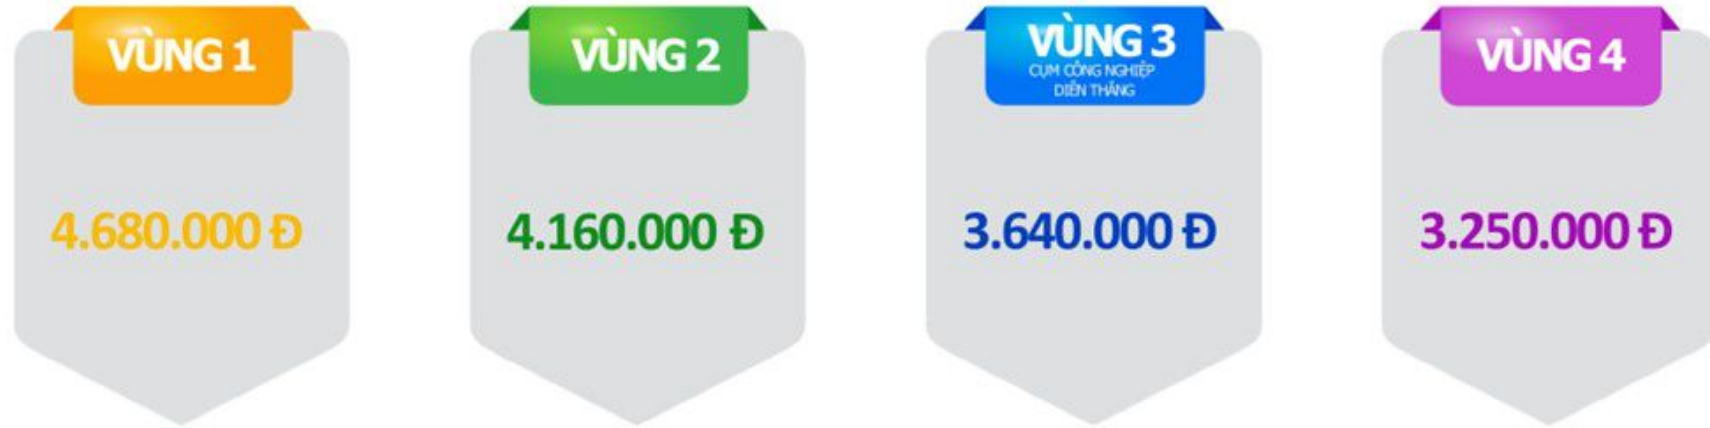 VÙNG 1
4.680.000 Đ
VÙNG 2
4.160.000 Đ
VÙNG 3
CỤM CÔNG NGHIỆP
DIÊN THẮNG
3.640.000 Đ
VÙNG 4
3.250.000 Đ